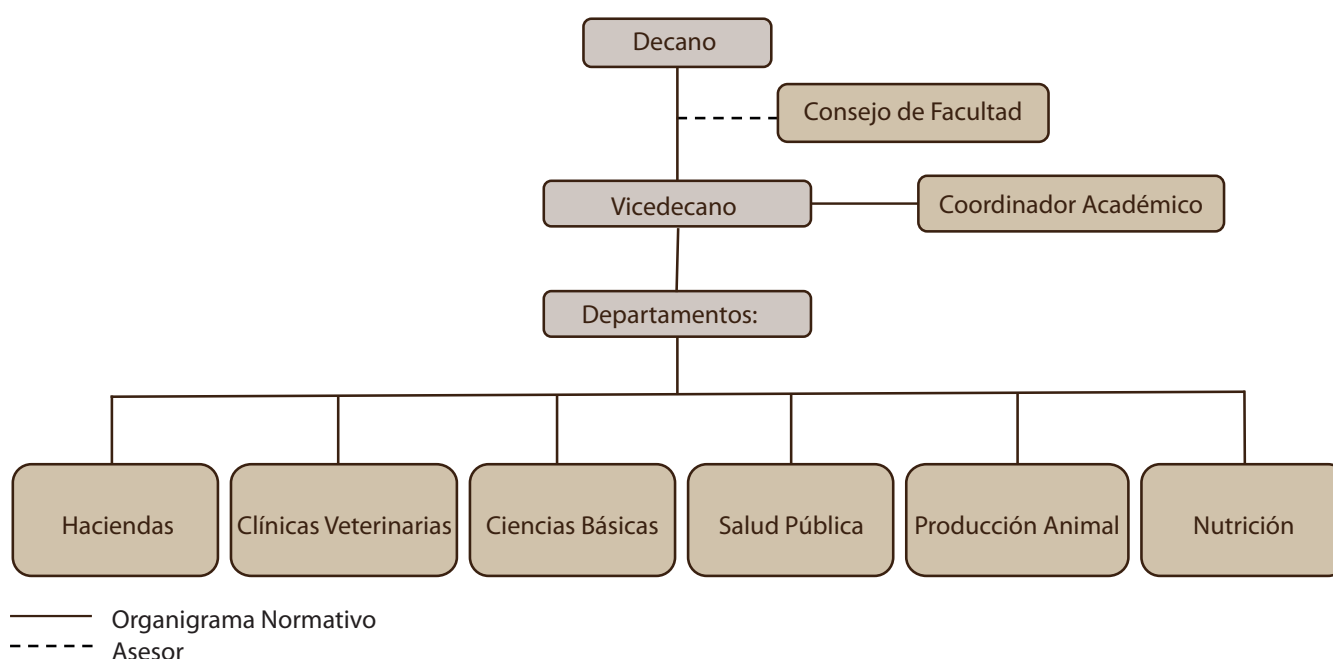 Decano
Consejo de Facultad
Vicedecano
Coordinador Académico
Departamentos:
Haciendas
Clínicas Veterinarias
Ciencias Básicas
Salud Pública
Producción Animal
Nutrición
Organigrama Normativo
Asesor